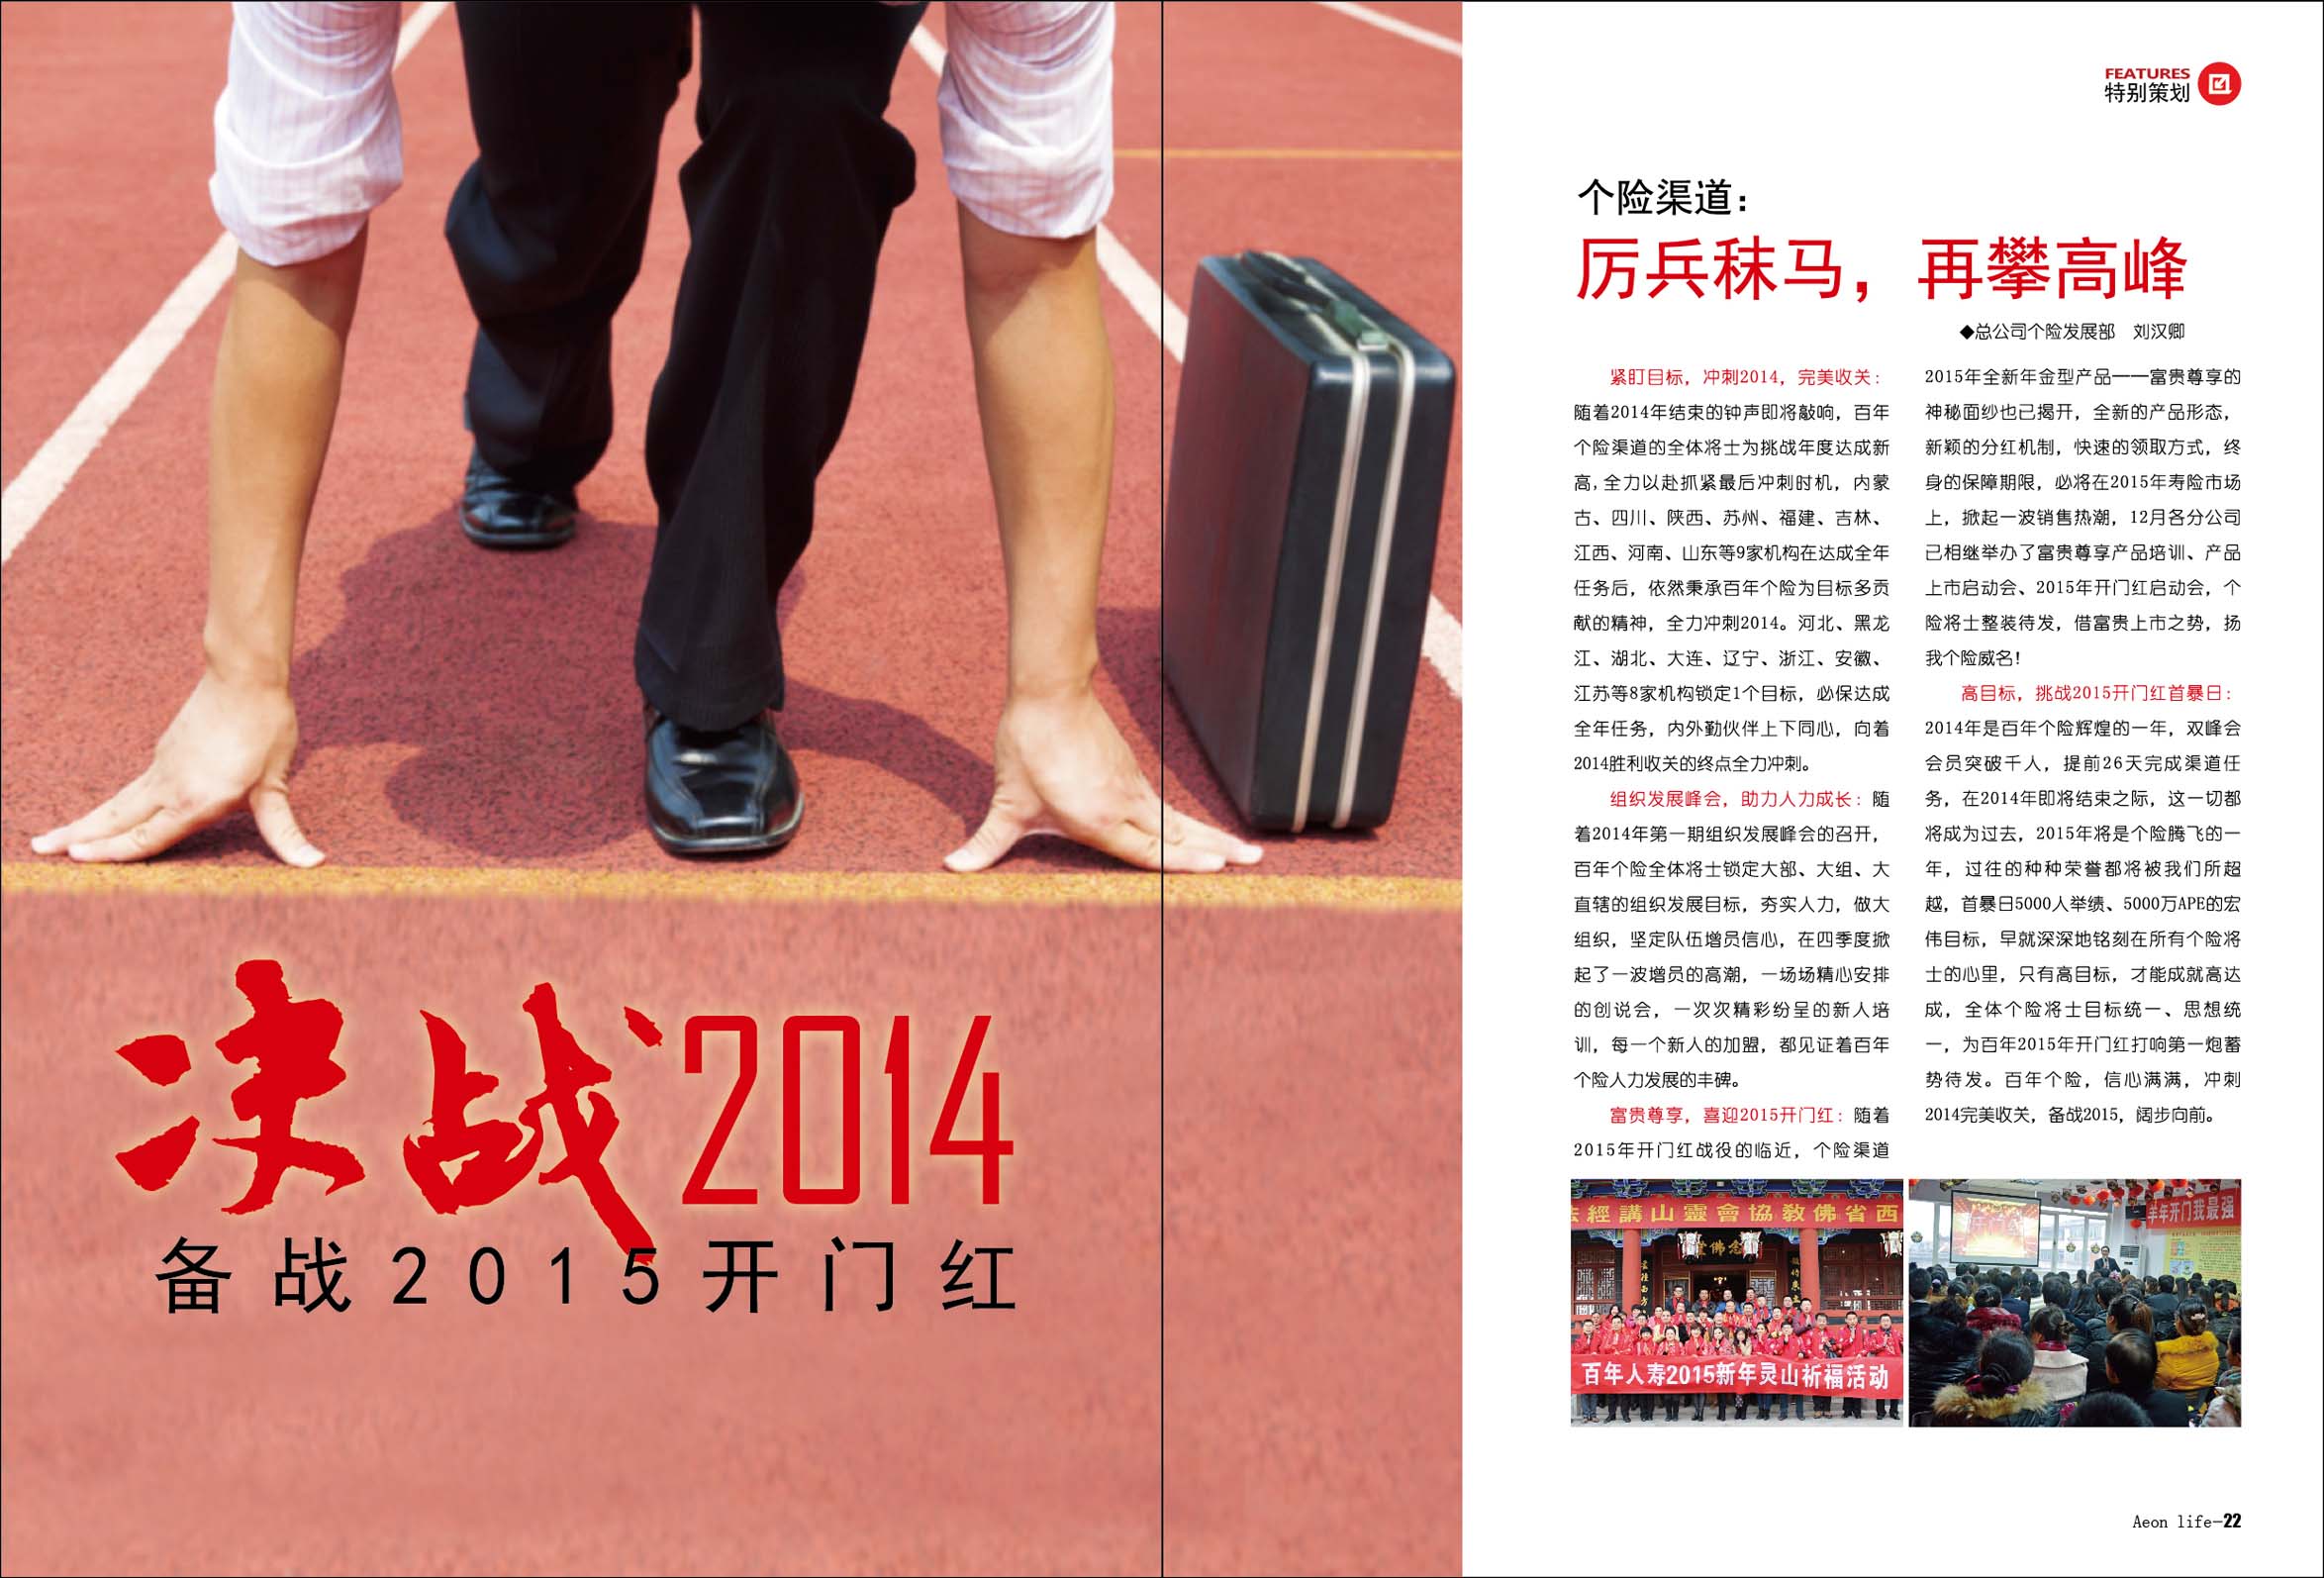 决战2014
备战2015开门红
FEATURES
特别策划
个险渠道：
厉兵秣马，再攀高峰
◆总公司个险发展部 刘汉卿
紧盯目标，冲刺2014，完美收关：
随着2014年结束的钟声即将敲响，百年
个险渠道的全体将士为挑战年度达成新
高，全力以赴抓紧最后冲刺时机，内蒙
古、四川、陕西、苏州、福建、吉林、
江西、河南、山东等9家机构在达成全年
任务后，依然秉承百年个险为目标多贡
献的精神，全力冲刺2014。河北、黑龙
江、湖北、大连、辽宁、浙江、安徽、
江苏等8家机构锁定1个目标，必保达成
全年任务，内外勤伙伴上下同心，向着
2014胜利收关的终点全力冲刺。
组织发展峰会，助力人力成长：随
着2014年第一期组织发展峰会的召开，
百年个险全体将士锁定大部、大组、大
直辖的组织发展目标，夯实人力，做大
组织，坚定队伍增员信心，在四季度掀
起了一波增员的高潮，一场场精心安排
的创说会，一次次精彩纷呈的新人培
训，每一个新人的加盟，都见证着百年
个险人力发展的丰碑。
富贵尊享，喜迎2015开门红：随着
2015年开门红战役的临近，个险渠道
2015年全新年金型产品——富贵尊享的
神秘面纱也已揭开，全新的产品形态，
新颖的分红机制，快速的领取方式，终
身的保障期限，必将在2015年寿险市场
上，掀起一波销售热潮，12月各分公司
已相继举办了富贵尊享产品培训、产品
上市启动会、2015年开门红启动会，个
险将士整装待发，借富贵上市之势，扬
我个险威名！
高目标，挑战2015开门红首暴日：
2014年是百年个险辉煌的一年，双峰会
会员突破千人，提前26天完成渠道任
务，在2014年即将结束之际，这一切都
将成为过去，2015年将是个险腾飞的一
年，过往的种种荣誉都将被我们所超
越，首暴日5000人举绩、5000万APE的宏
伟目标，早就深深地铭刻在所有个险将
士的心里，只有高目标，才能成就高达
成，全体个险将士目标统一、思想统
一，为百年2015年开门红打响第一炮蓄
势待发。百年个险，信心满满，冲刺
2014完美收关，备战2015，阔步向前。
法經講山靈會協教佛省西
堂佛念
百年人寿2015新年灵山祈福活动
羊年开门我最强
Aeon life—22